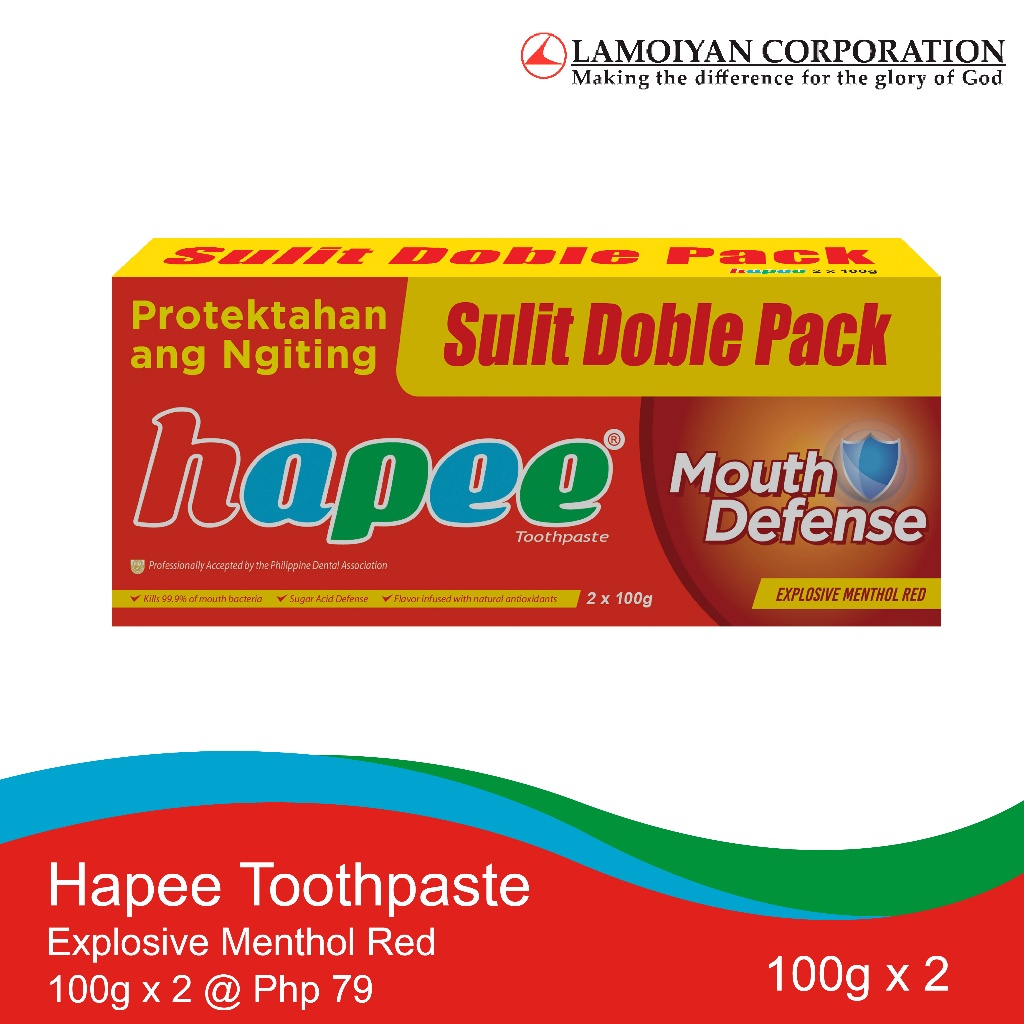 LAMOIYAN CORPORATION
Making the difference for the glory of God
Sulit Doble Pack
hapee 2 x 100g
Protektahan
ang Ngiting
Sulit Doble Pack
hapee®
Toothpaste
Mouth
Defense
Professionally Accepted by the Philippine Dental Association
Kills 99.9% of mouth bacteria Sugar Acid Defense Flavor infused with natural antioxidants
2 x 100g
EXPLOSIVE MENTHOL RED
Hapee Toothpaste
Explosive Menthol Red
100g x 2 @ Php 79
100g x 2